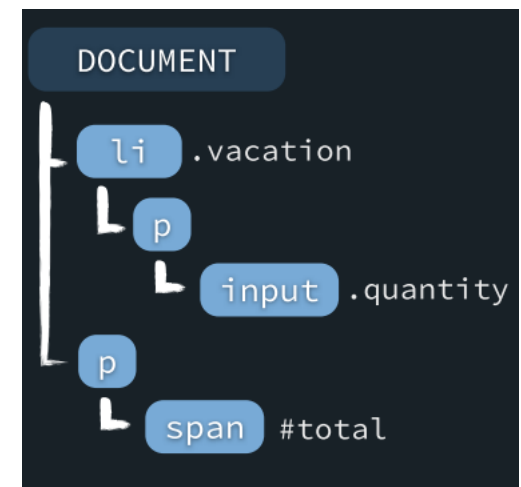 DOCUMENT
li .vacation
p
input .quantity
p
span #total